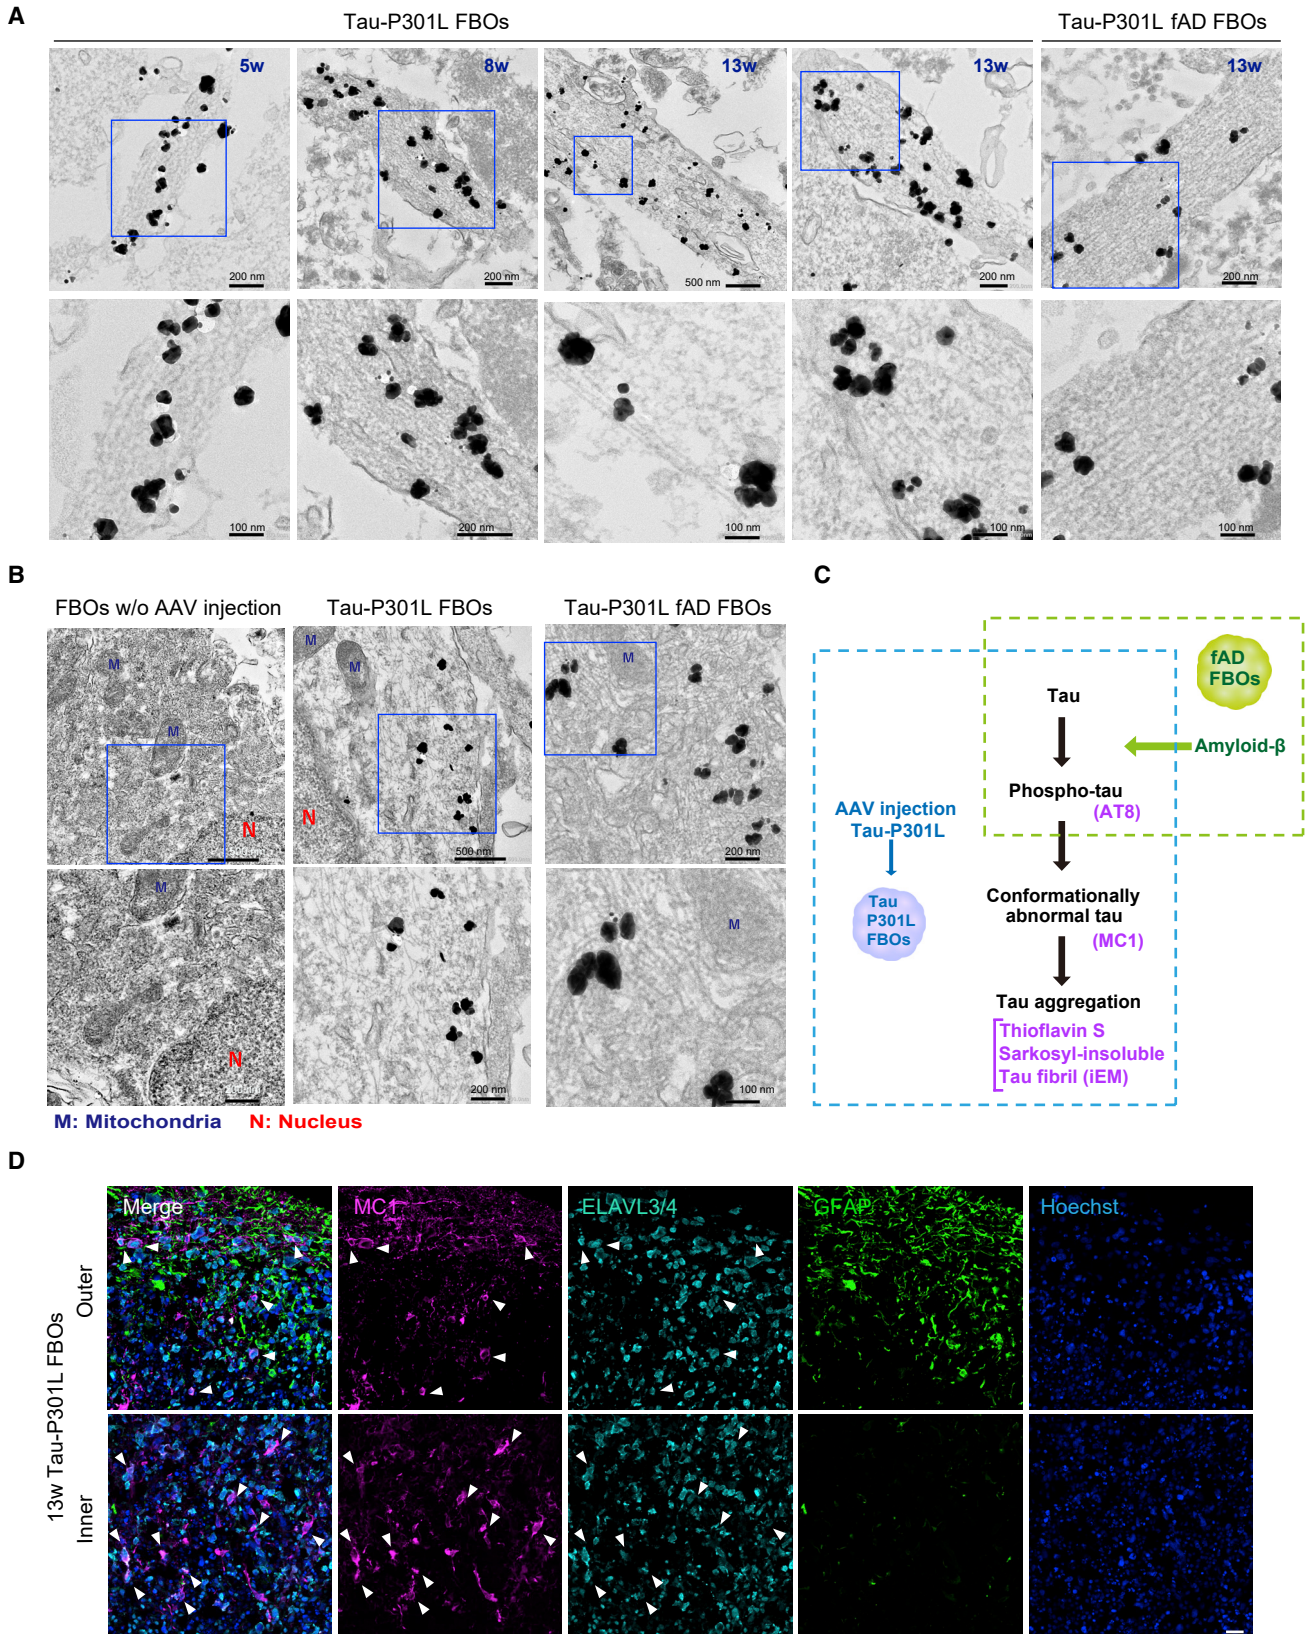 A
Tau-P301L FBOs
Tau-P301L fAD FBOs
5w
8w
13w
13w
13w
200 nm
200 nm
500 nm
200 nm
200 nm
100 nm
200 nm
100 nm
100 nm
100 nm
B
FBOs w/o AAV injection
Tau-P301L FBOs
Tau-P301L fAD FBOs
M
M
N
M
M
N
500 nm
M
200 nm
M
N
200 nm
M
100 nm
M: Mitochondria
N: Nucleus
C
fAD
FBOs
Tau
Amyloid-β
Phospho-tau
(AT8)
AAV injection
Tau-P301L
Tau
P301L
FBOs
Conformationally
abnormal tau
(MC1)
Tau aggregation
Thioflavin S
Sarkosyl-insoluble
Tau fibril (iEM)
D
13w Tau-P301L FBOs
Outer
Inner
Merge
MC1
ELAVL3/4
GFAP
Hoechst